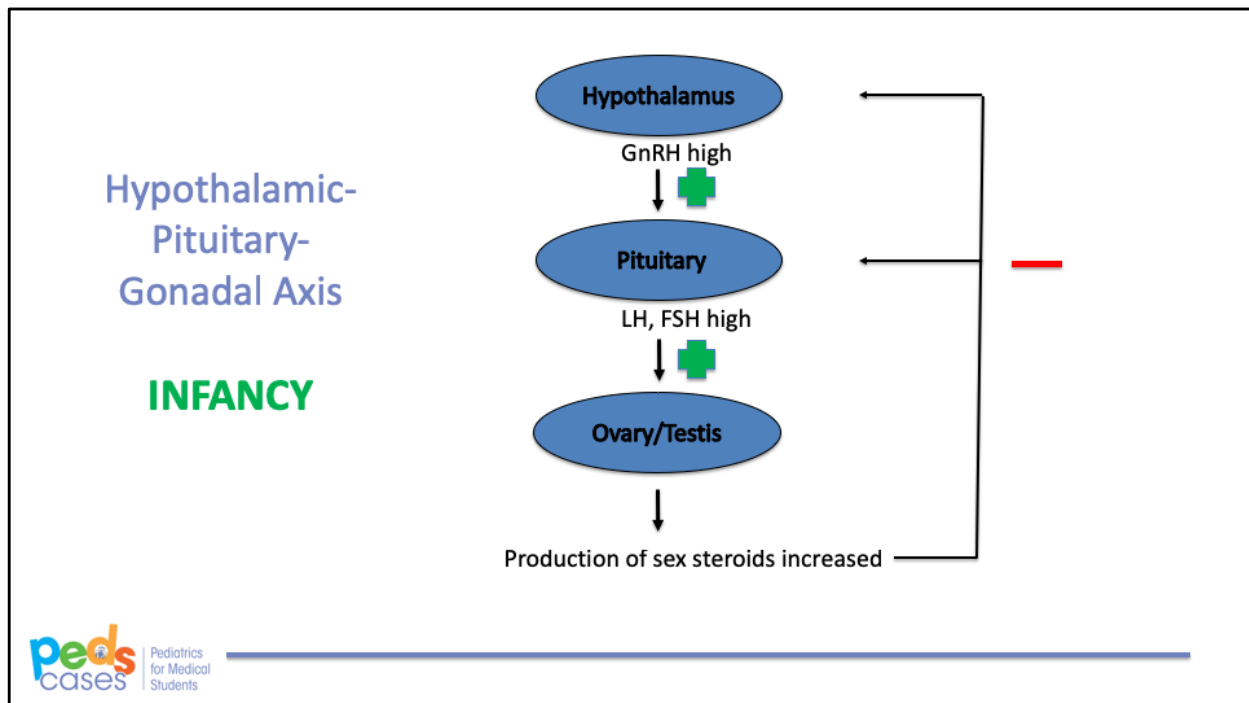 Hypothalamic-
Pituitary-
Gonadal Axis
INFANCY
Hypothalamus
GnRH high
Pituitary
LH, FSH high
Ovary/Testis
Production of sex steroids increased
peds
cases
Pediatrics
for Medical
Students